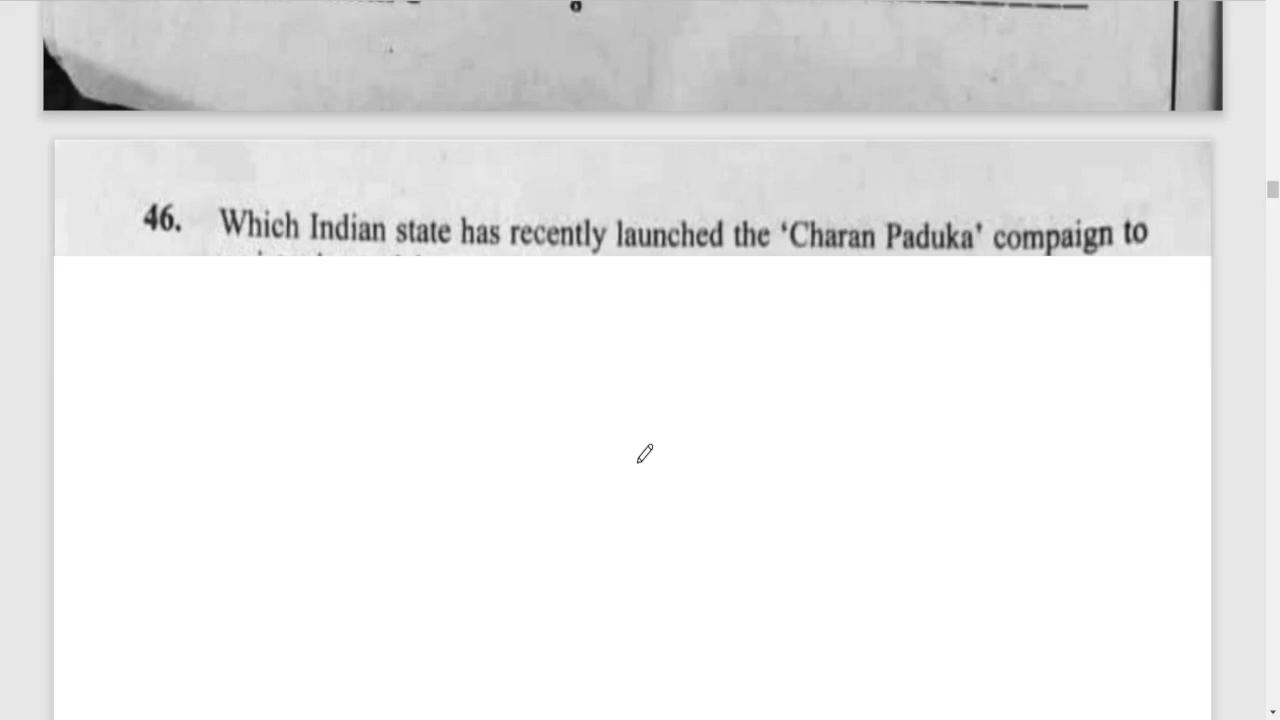 46. Which Indian state has recently launched the ‘Charan Paduka’ compaign to